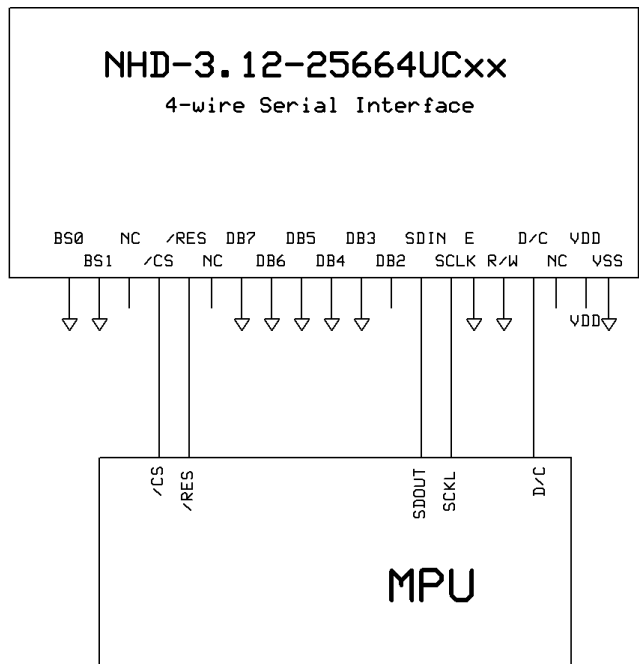 NHD-3.12-25664UCxx
4-wire Serial Interface
BS0 NC /RES DB7 DB5 DB3 SDIN E D/C VDD
BS1 /CS NC DB6 DB4 DB2 SCLK R/W NC VSS
VDD
/CS /RES SDOUT SCKL D/C
MPU